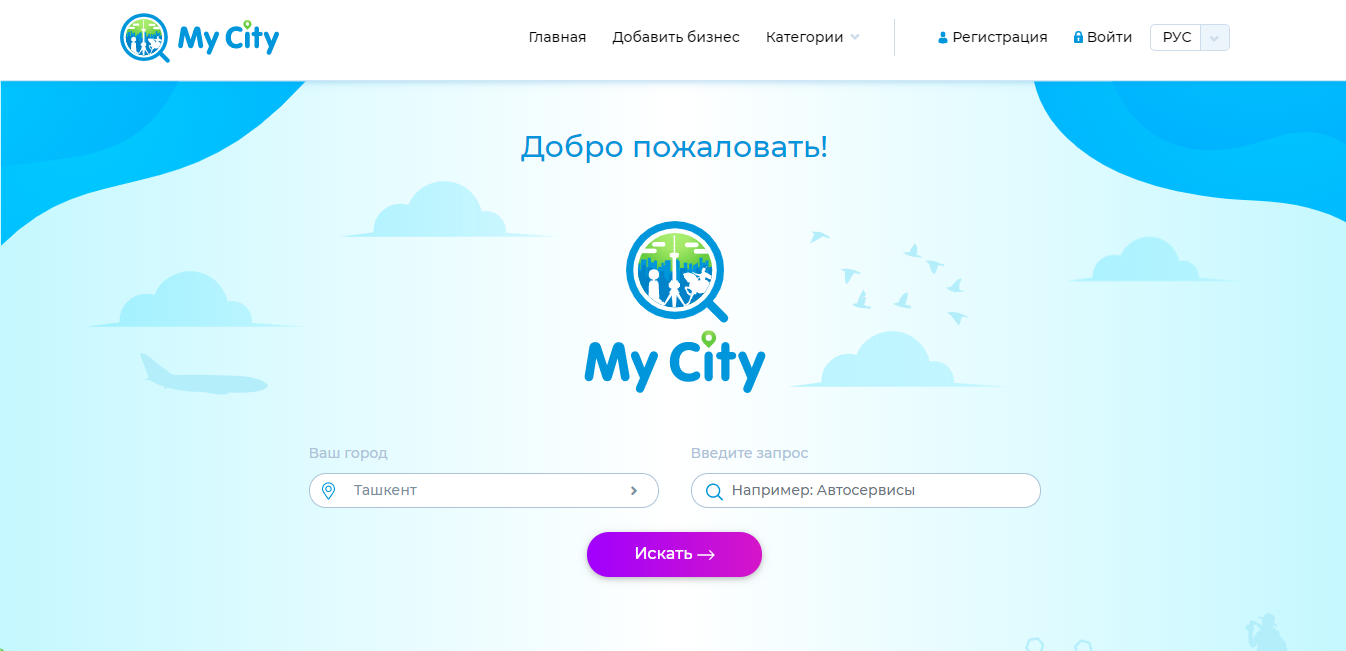 My City
Главная
Добавить бизнес
Категории
Регистрация
Войти
РУС
Добро пожаловать!
My City
Ваш город
Введите запрос
Ташкент
Например: Автосервисы
Искать